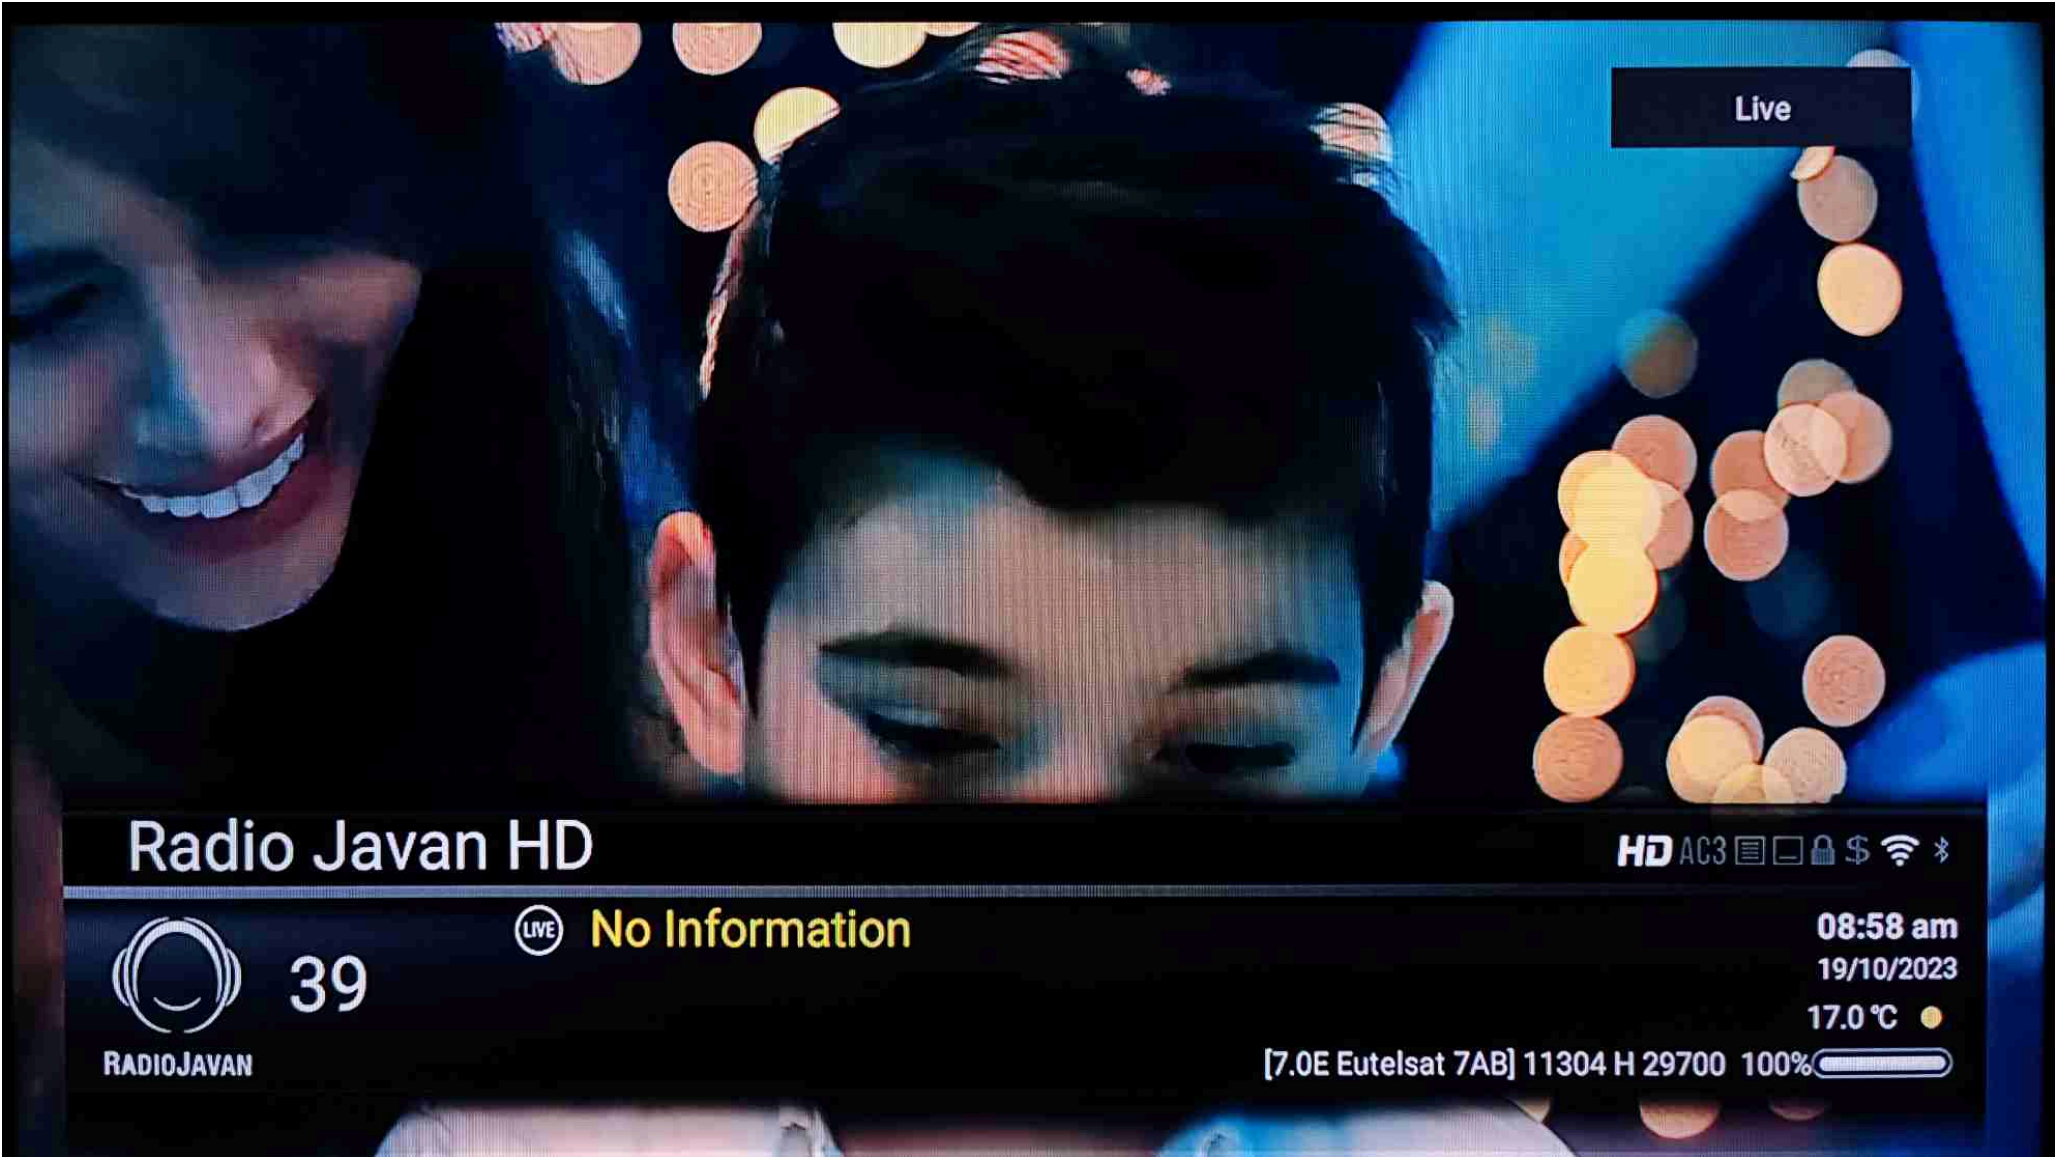 Live
Radio Javan HD
HD AC3 $
LIVE No Information
39
RADIOJAVAN
08:58 am
19/10/2023
17.0 °C
[7.0E Eutelsat 7AB] 11304 H 29700 100%